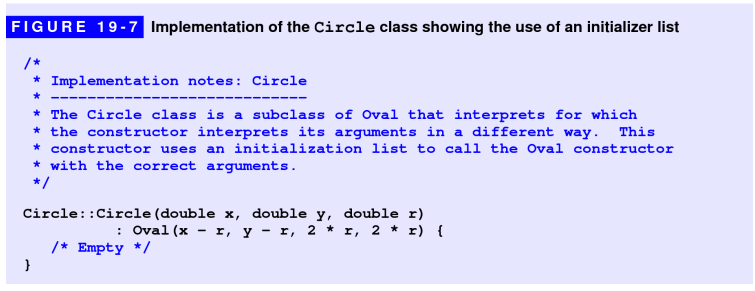 FIGURE 19-7 Implementation of the Circle class showing the use of an initializer list
/*
 * Implementation notes: Circle
 * ----------------------------
 * The Circle class is a subclass of Oval that interprets for which
 * the constructor interprets its arguments in a different way.  This
 * constructor uses an initialization list to call the Oval constructor
 * with the correct arguments.
 */
Circle::Circle(double x, double y, double r)
          : Oval(x - r, y - r, 2 * r, 2 * r) {
   /* Empty */
}